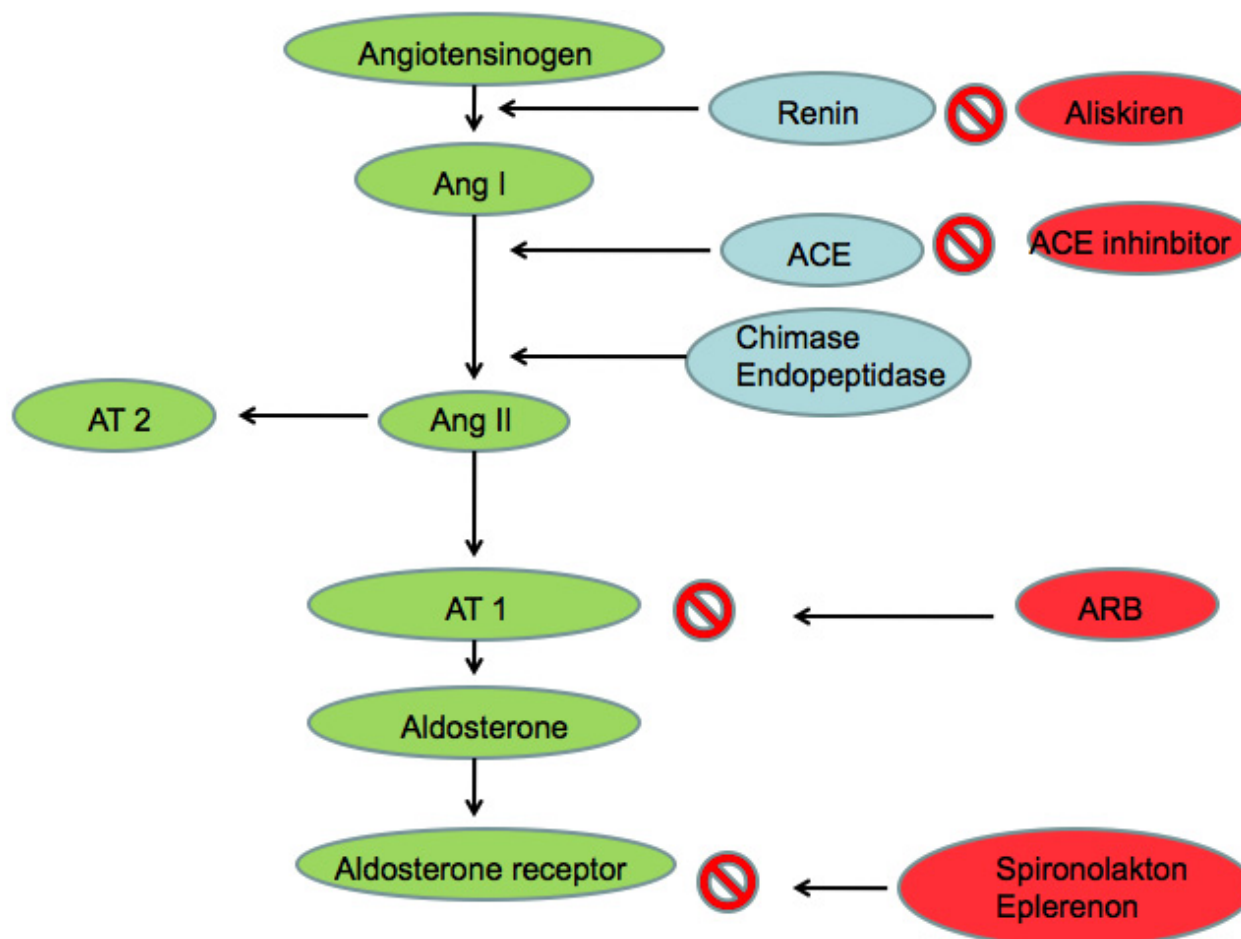 Angiotensinogen
Renin
Aliskiren
Ang I
ACE
ACE inhinbitor
Chimase
Endopeptidase
AT 2
Ang II
AT 1
ARB
Aldosterone
Aldosterone receptor
Spironolakton
Eplerenon